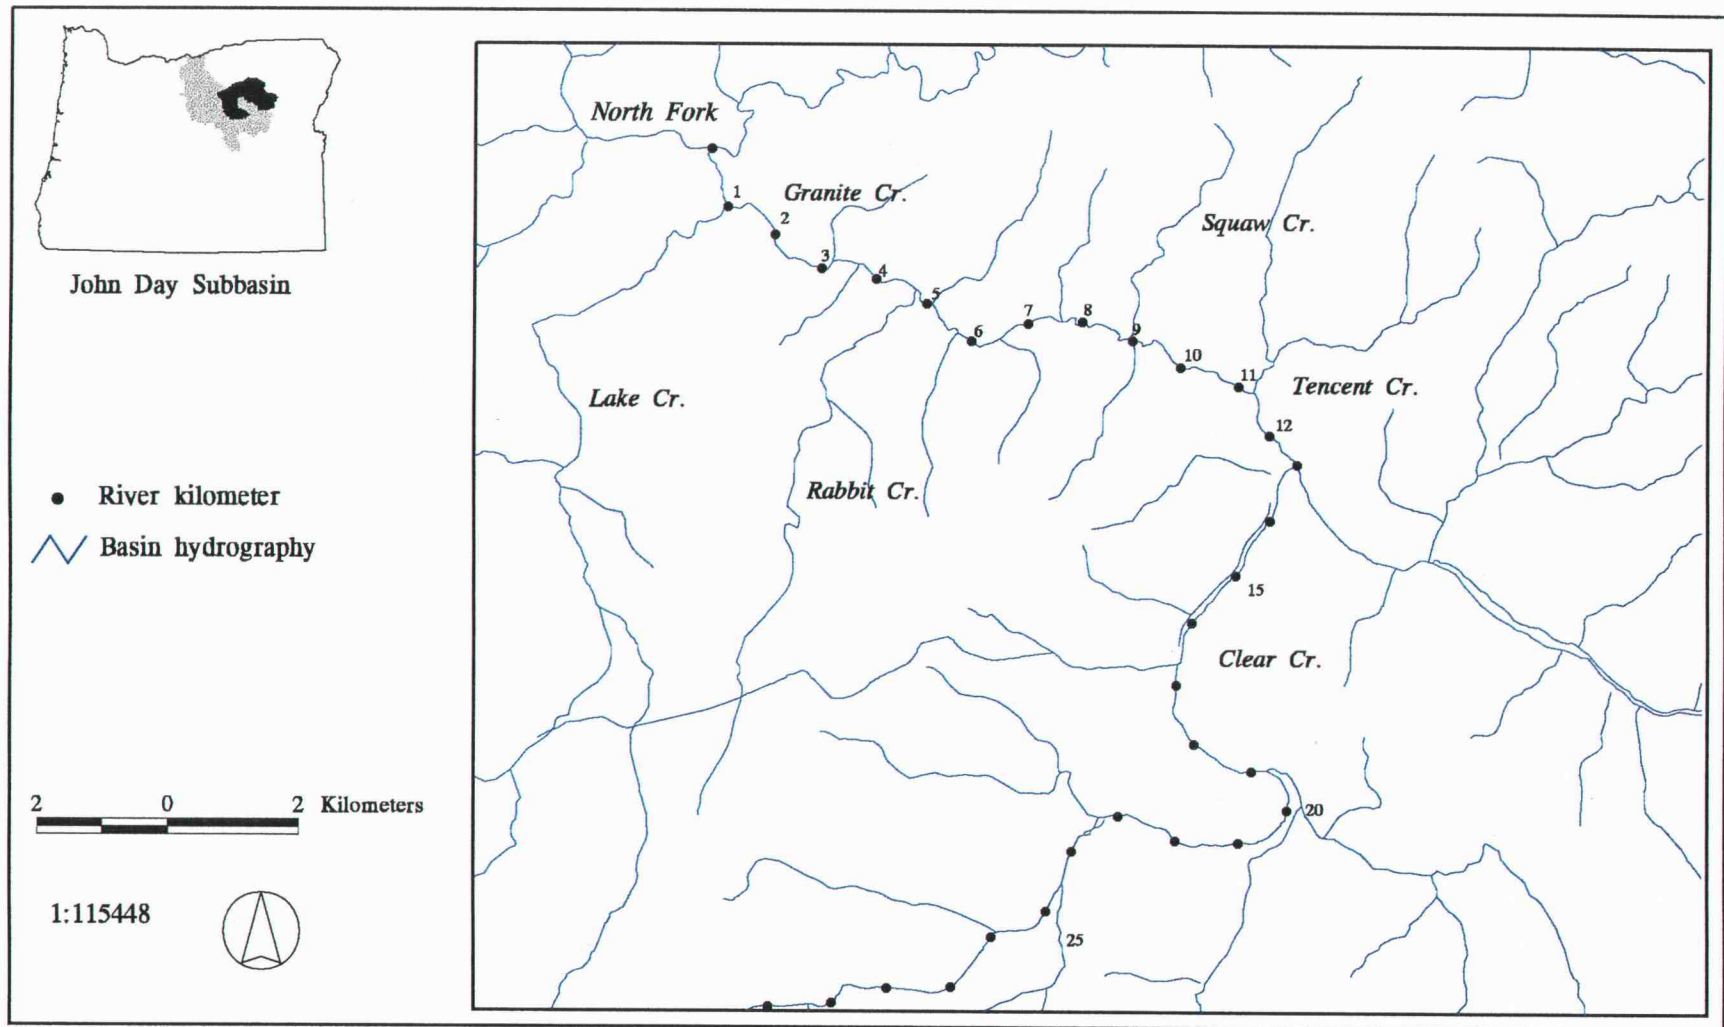 John Day Subbasin
River kilometer
Basin hydrography
2 0 2 Kilometers
1:115448
North Fork
Granite Cr.
Squaw Cr.
Lake Cr.
Tencent Cr.
Rabbit Cr.
Clear Cr.
1
2
3
4
5
6
7
8
9
10
11
12
15
20
25